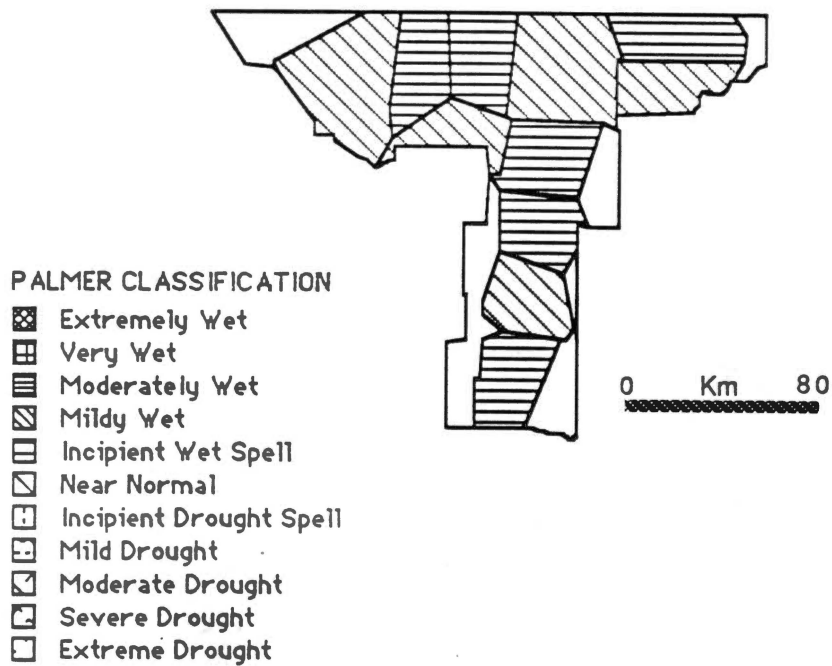 PALMER CLASSIFICATION
Extremely Wet
Very Wet
Moderately Wet
Mildy Wet
Incipient Wet Spell
Near Normal
Incipient Drought Spell
Mild Drought
Moderate Drought
Severe Drought
Extreme Drought
0 Km 80